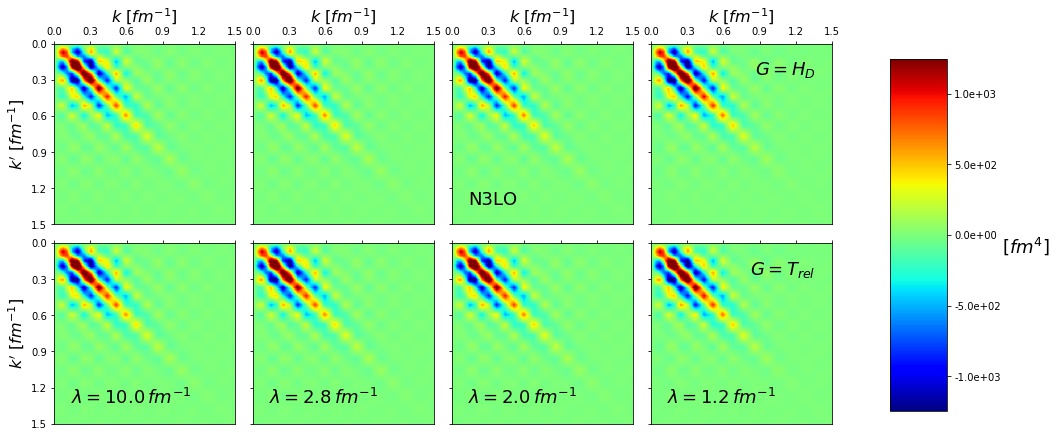 k [fm⁻¹] k [fm⁻¹] k [fm⁻¹] k [fm⁻¹]
0.0 0.3 0.6 0.9 1.2 1.5 0.0 0.3 0.6 0.9 1.2 1.5 0.0 0.3 0.6 0.9 1.2 1.5 0.0 0.3 0.6 0.9 1.2 1.5
0.0
0.3
0.6
0.9
1.2
1.5
k′ [fm⁻¹]
N3LO
G = H_D
0.0
0.3
0.6
0.9
1.2
1.5
k′ [fm⁻¹]
G = T_rel
λ = 10.0 fm⁻¹
λ = 2.8 fm⁻¹
λ = 2.0 fm⁻¹
λ = 1.2 fm⁻¹
1.0e+03
5.0e+02
0.0e+00
-5.0e+02
-1.0e+03
[fm⁴]